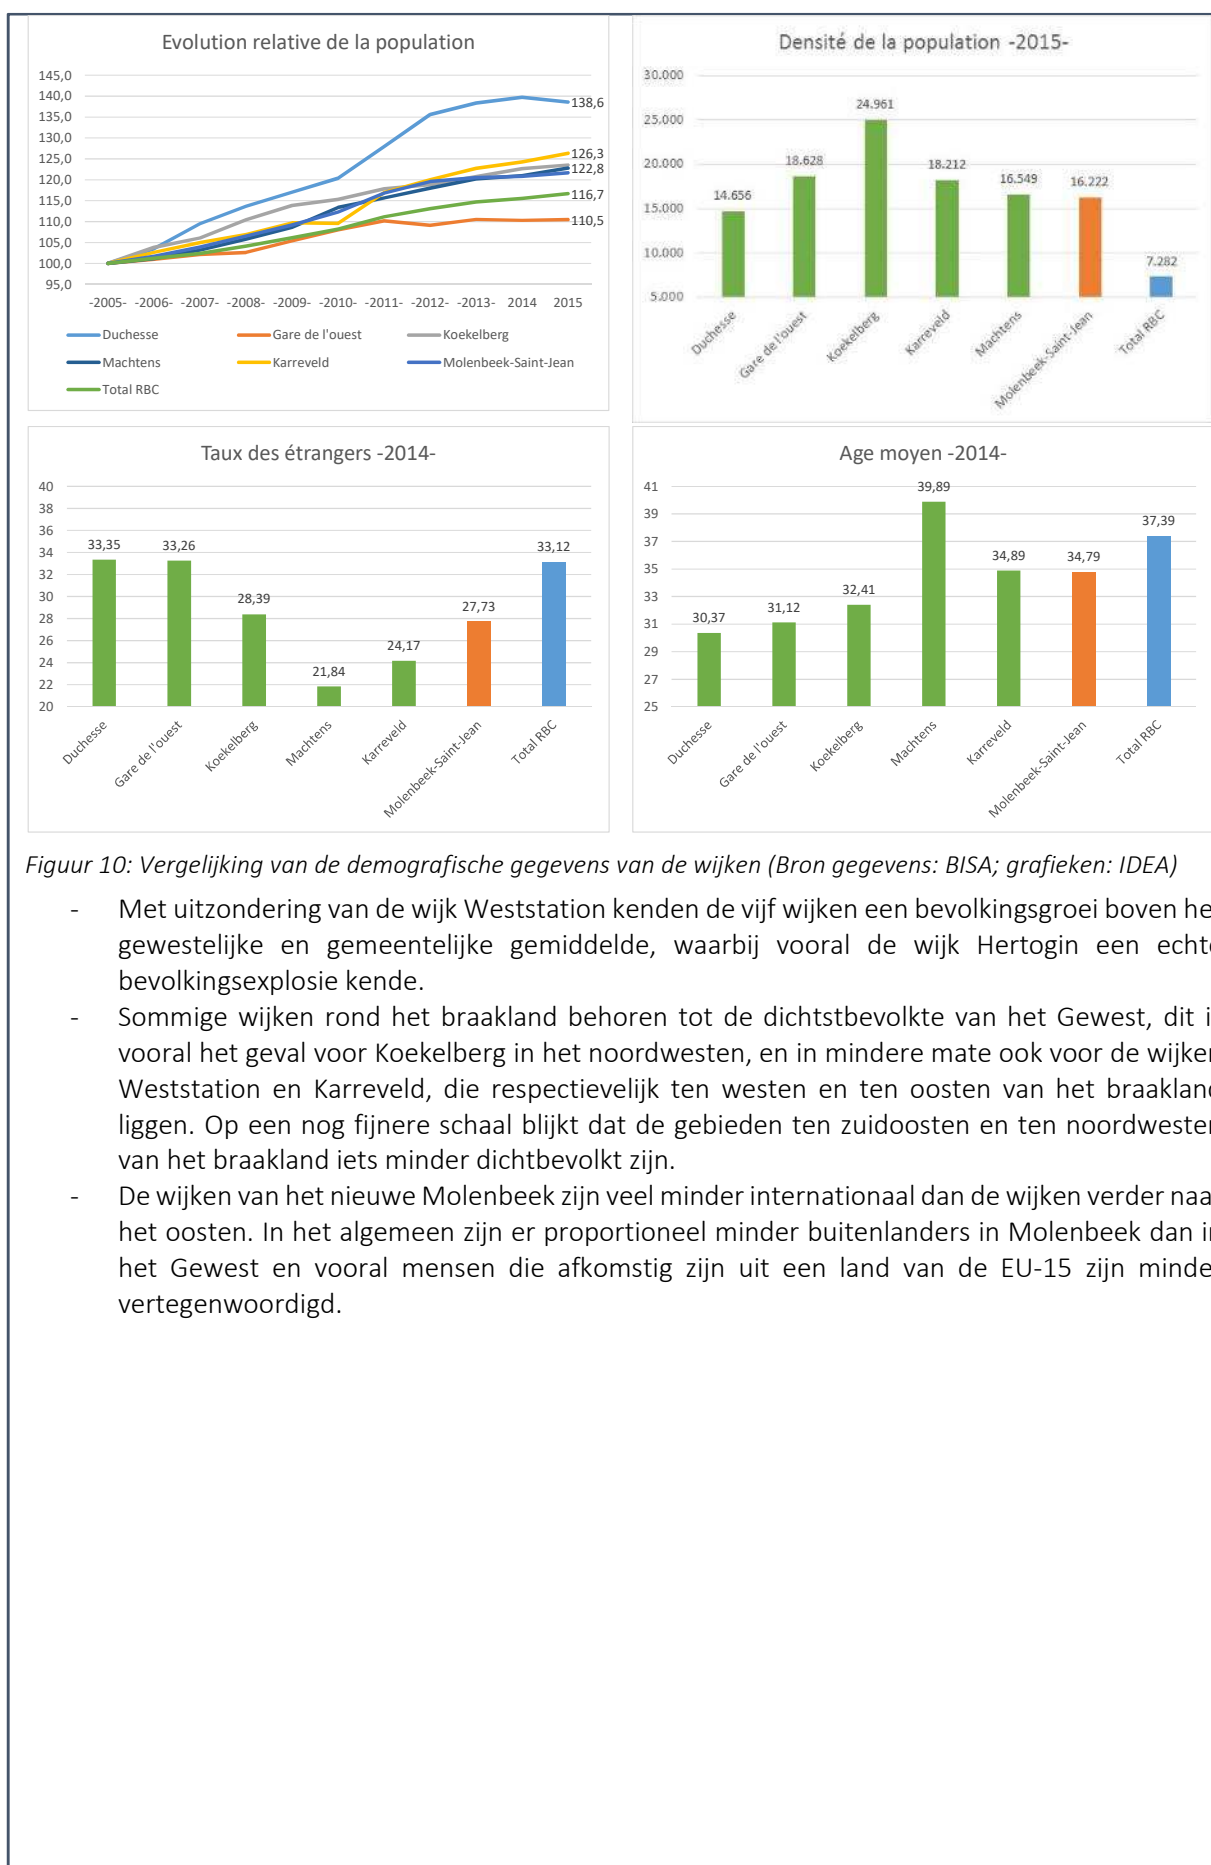 Evolution relative de la population
145,0
140,0
135,0
130,0
125,0
120,0
115,0
110,0
105,0
100,0
95,0
138,6
126,3
122,8
116,7
110,5
-2005- -2006- -2007- -2008- -2009- -2010- -2011- -2012- -2013- 2014 2015
Duchesse Gare de l'ouest Koekelberg
Machtens Karreveld Molenbeek-Saint-Jean
Total RBC
Densité de la population -2015-
30.000
25.000
20.000
15.000
10.000
5.000
14.656 18.628 24.961 18.212 16.549 16.222 7.282
Duchesse Gare de l'ouest Koekelberg Karreveld Machtens Molenbeek-Saint-Jean Total RBC
Taux des étrangers -2014-
40
38
36
34
32
30
28
26
24
22
20
33,35 33,26 28,39 21,84 24,17 27,73 33,12
Duchesse Gare de l'ouest Koekelberg Machtens Karreveld Molenbeek-Saint-Jean Total RBC
Age moyen -2014-
41
39
37
35
33
31
29
27
25
30,37 31,12 32,41 39,89 34,89 34,79 37,39
Duchesse Gare de l'ouest Koekelberg Machtens Karreveld Molenbeek-Saint-Jean Total RBC
Figuur 10: Vergelijking van de demografische gegevens van de wijken (Bron gegevens: BISA; grafieken: IDEA)
- Met uitzondering van de wijk Weststation kenden de vijf wijken een bevolkingsgroei boven he
gewestelijke en gemeentelijke gemiddelde, waarbij vooral de wijk Hertogin een echte
bevolkingsexplosie kende.
- Sommige wijken rond het braakland behoren tot de dichtstbevolkte van het Gewest, dit i
vooral het geval voor Koekelberg in het noordwesten, en in mindere mate ook voor de wijken
Weststation en Karreveld, die respectievelijk ten westen en ten oosten van het braakland
liggen. Op een nog fijnere schaal blijkt dat de gebieden ten zuidoosten en ten noordwesten
van het braakland iets minder dichtbevolkt zijn.
- De wijken van het nieuwe Molenbeek zijn veel minder internationaal dan de wijken verder naa
het oosten. In het algemeen zijn er proportioneel minder buitenlanders in Molenbeek dan in
het Gewest en vooral mensen die afkomstig zijn uit een land van de EU-15 zijn minde
vertegenwoordigd.